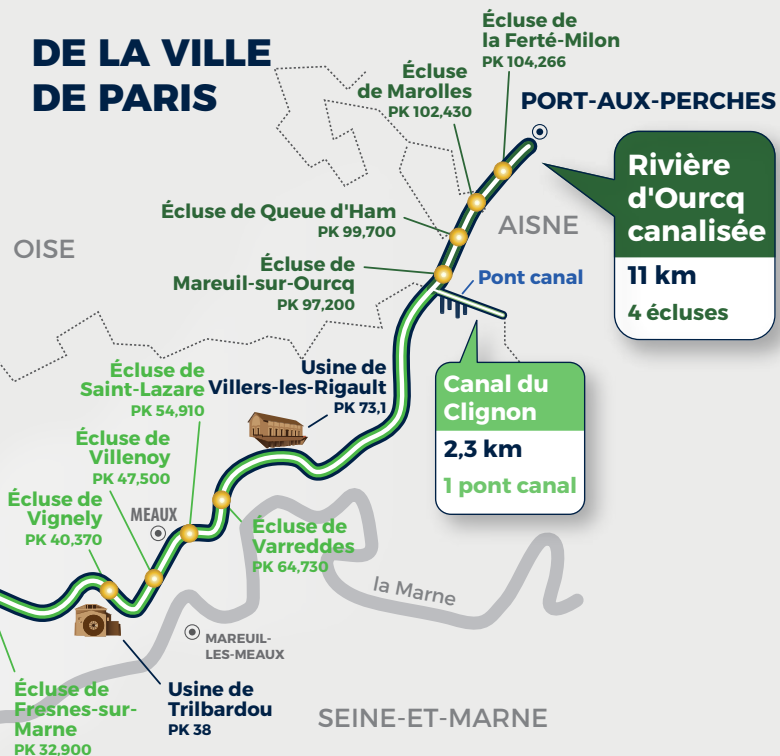 DE LA VILLE
DE PARIS
Écluse de
la Ferté-Milon
PK 104,266
Écluse
de Marolles
PK 102,430
PORT-AUX-PERCHES
Rivière
d'Ourcq
canalisée
11 km
4 écluses
Écluse de Queue d'Ham
PK 99,700
AISNE
OISE
Écluse de
Mareuil-sur-Ourcq
PK 97,200
Pont canal
Canal du
Clignon
2,3 km
1 pont canal
Écluse de
Saint-Lazare
PK 54,910
Usine de
Villers-les-Rigault
PK 73,1
Écluse de
Villenoy
PK 47,500
Écluse de
Vignely
PK 40,370
MEAUX
Écluse de
Varreddes
PK 64,730
la Marne
MAREUIL-
LES-MEAUX
Écluse de
Fresnes-sur-
Marne
PK 32,900
Usine de
Trilbardou
PK 38
SEINE-ET-MARNE